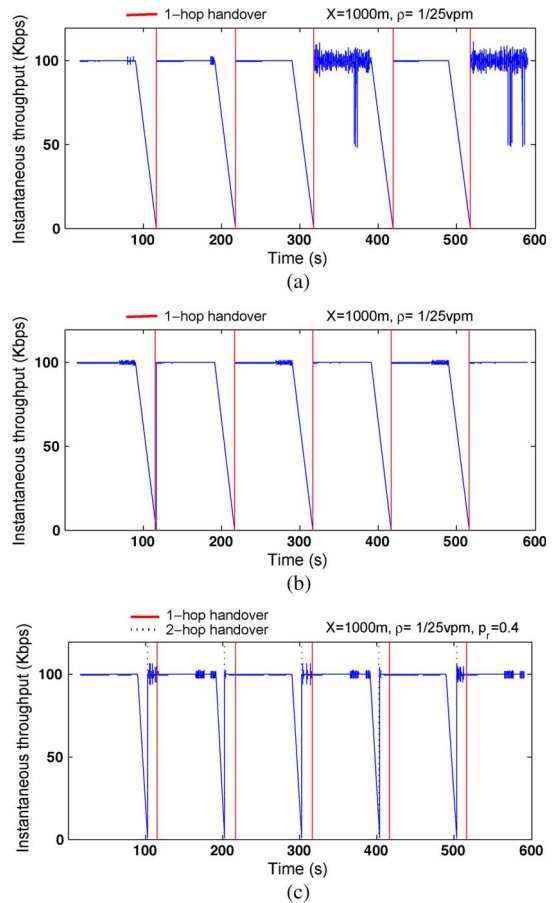 1−hop handover X=1000m, ρ= 1/25vpm
Instantaneous throughput (Kbps)
100
50
0
100 200 300 400 500 600
Time (s)
(a)
1−hop handover X=1000m, ρ= 1/25vpm
Instantaneous throughput (Kbps)
100
50
0
100 200 300 400 500 600
Time (s)
(b)
1−hop handover
2−hop handover X=1000m, ρ= 1/25vpm, p_r=0.4
Instantaneous throughput (Kbps)
100
50
0
100 200 300 400 500 600
Time (s)
(c)